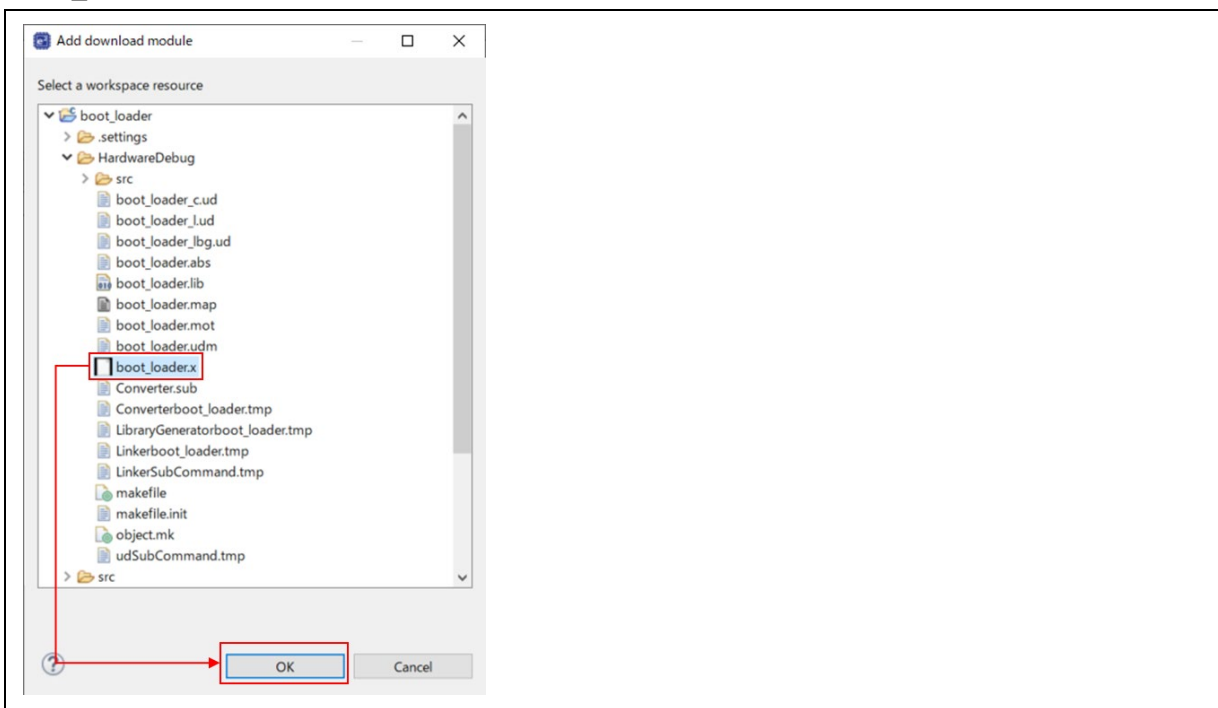 Add download module
Select a workspace resource
boot_loader
.settings
HardwareDebug
src
boot_loader_c.ud
boot_loader_l.ud
boot_loader_lbg.ud
boot_loader.abs
boot_loader.lib
boot_loader.map
boot_loader.mot
boot_loader.udm
boot_loader.x
Converter.sub
Converterboot_loader.tmp
LibraryGeneratorboot_loader.tmp
Linkerboot_loader.tmp
LinkerSubCommand.tmp
makefile
makefile.init
object.mk
udSubCommand.tmp
src
? OK Cancel